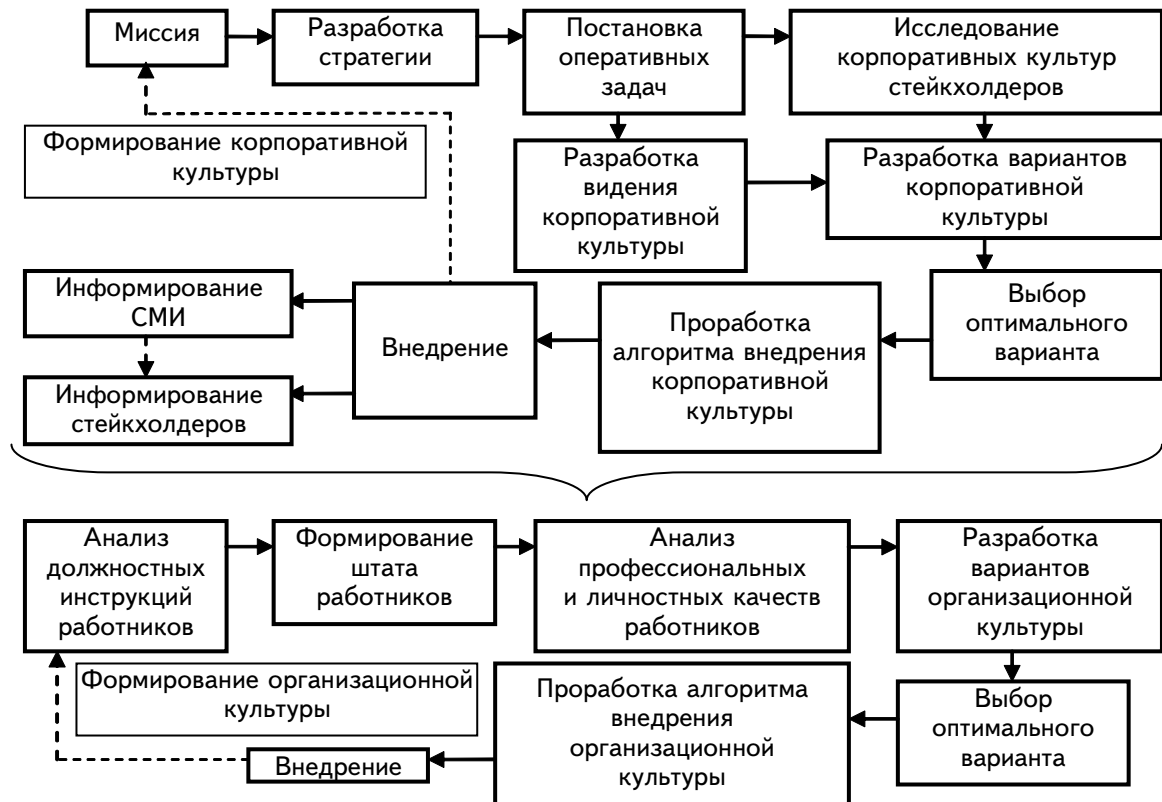 Миссия
Разработка
стратегии
Постановка
оперативных
задач
Исследование
корпоративных культур
стейкхолдеров
Формирование корпоративной
культуры
Разработка
видения
корпоративной
культуры
Разработка вариантов
корпоративной
культуры
Информирование
СМИ
Информирование
стейкхолдеров
Внедрение
Проработка
алгоритма внедрения
корпоративной
культуры
Выбор
оптимального
варианта
Анализ
должностных
инструкций
работников
Формирование
штата
работников
Анализ
профессиональных
и личностных качеств
работников
Разработка
вариантов
организационной
культуры
Формирование организационной
культуры
Внедрение
Проработка алгоритма
внедрения
организационной
культуры
Выбор
оптимального
варианта